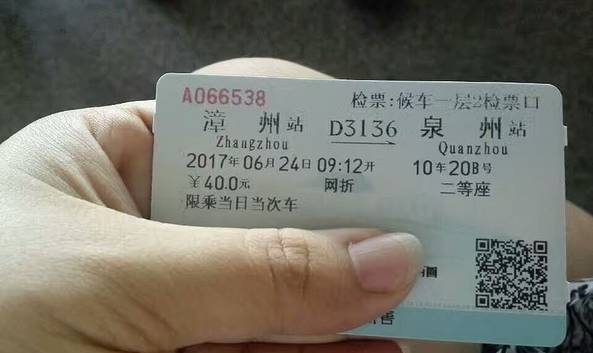 A066538 检票:候车一层2检票口
漳 州站 D3136 泉 州站
Zhangzhou Quanzhou
2017年06月24日09:12开 10车20B号
￥40.0元 网折 二等座
限乘当日当次车